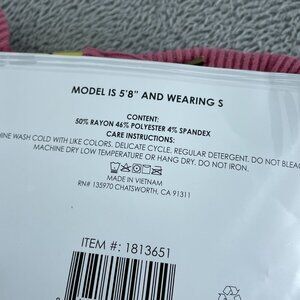 MODEL IS 5'8" AND WEARING S
CONTENT:
50% RAYON 46% POLYESTER 4% SPANDEX
CARE INSTRUCTIONS:
WASH COLD WITH LIKE COLORS. DELICATE CYCLE. REGULAR DETERGENT. DO NOT
MACHINE DRY LOW TEMPERATURE OR HANG DRY. DO NOT IRON.
MADE IN VIETNAM
RN# 135970 CHATSWORTH, CA 91311
ITEM #: 1813651